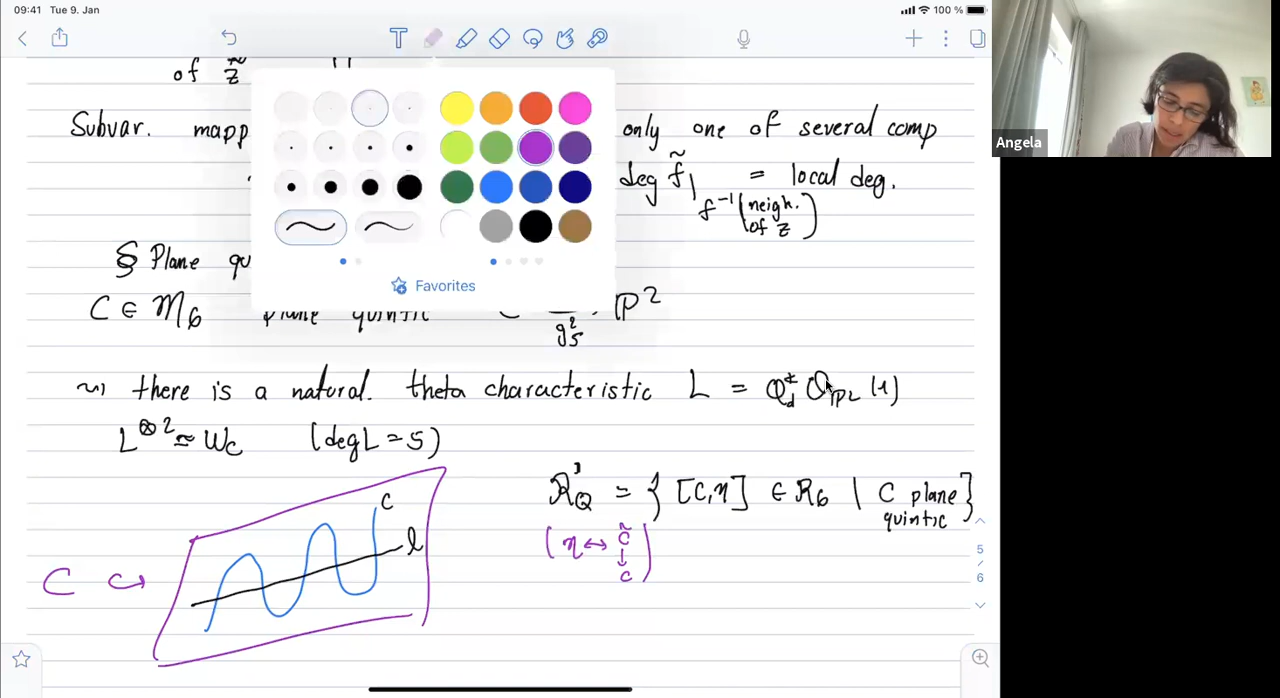 09:41 Tue 9. Jan
100 %
of z̃
Subvar. mapp only one of several comp
deg f̃| f⁻¹(neigh. of z) = local deg.
Favorites
§ Plane qu
C ∈ M₆ plane quintic C g²₅ P²
⇝ there is a natural theta characteristic L = φ*_d O_P² (1)
L^⊗2 ≃ ω_C (deg L = 5)
R_Q = { [C,η] ∈ R₆ | C plane quintic }
(η ↔ C̃ ↓ C)
C
l
C ↪
5
/
6
Angela